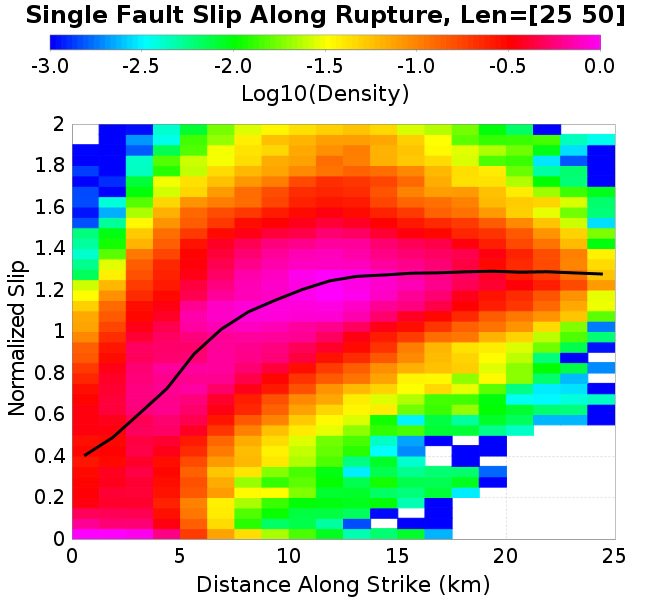 Single Fault Slip Along Rupture, Len=[25 50]
-3.0 -2.5 -2.0 -1.5 -1.0 -0.5 0.0
Log10(Density)
2
1.8
1.6
1.4
1.2
1
0.8
0.6
0.4
0.2
0
Normalized Slip
0 5 10 15 20 25
Distance Along Strike (km)